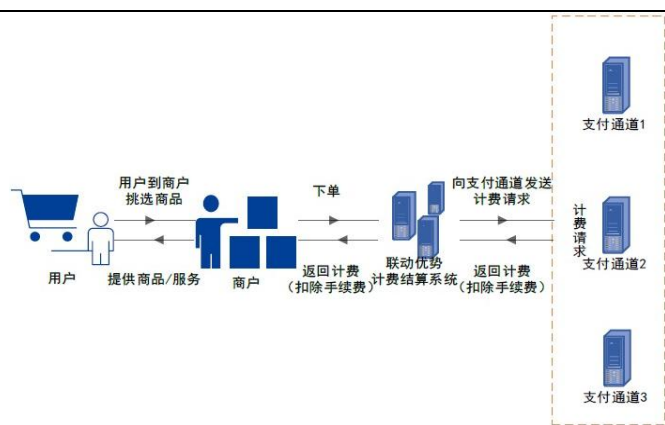 支付通道1
用户到商户
挑选商品
下单
向支付通道发送
计费请求
计费请求
支付通道2
用户
提供商品/服务
商户
返回计费
（扣除手续费）
联动优势
计费结算系统
返回计费
（扣除手续费）
支付通道3